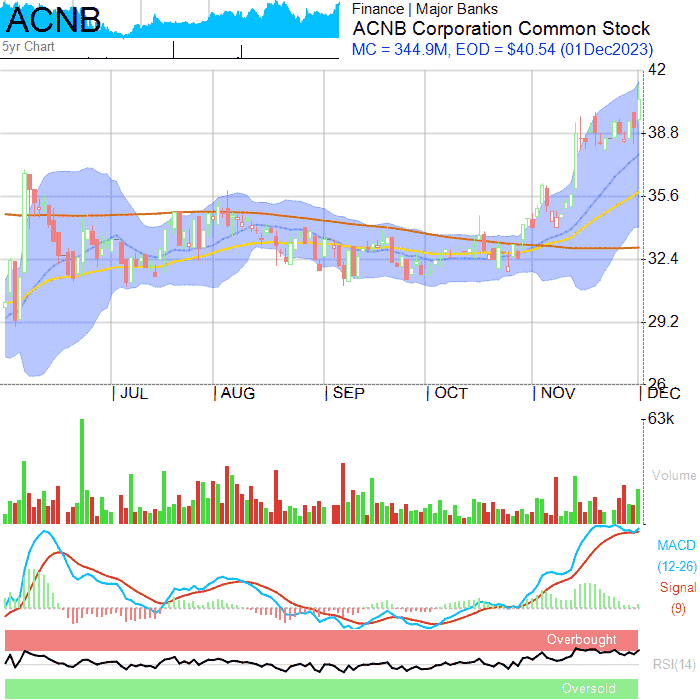 ACNB
5yr Chart
Finance | Major Banks
ACNB Corporation Common Stock
MC = 344.9M, EOD = $40.54 (01Dec2023)
42
38.8
35.6
32.4
29.2
26
JUL AUG SEP OCT NOV DEC
63k
Volume
MACD
(12-26)
Signal
(9)
Overbought
RSI(14)
Oversold